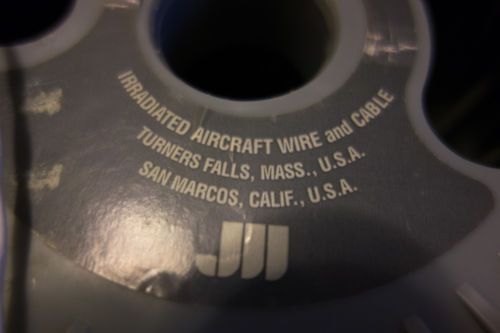 IRRADIATED AIRCRAFT WIRE and CABLE
TURNERS FALLS, MASS., U.S.A.
SAN MARCOS, CALIF., U.S.A.